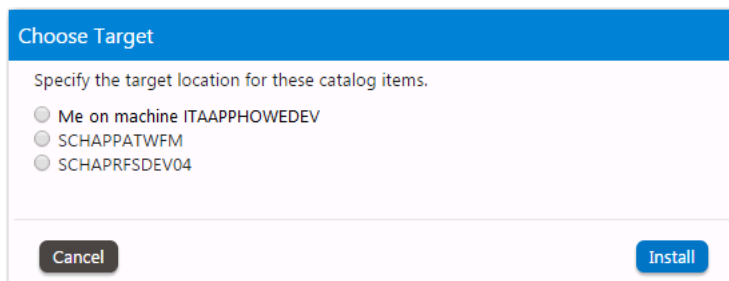 Choose Target
Specify the target location for these catalog items.
Me on machine ITAAPPHOWEDEV
SCHAPPATWFM
SCHAPRFSDEV04
Cancel
Install